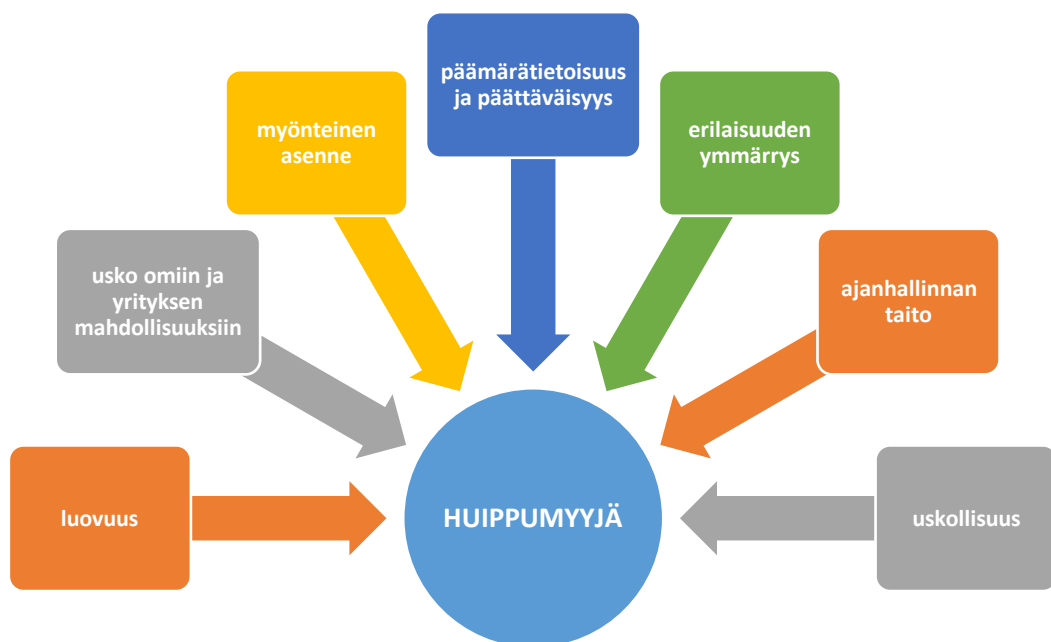 päämärätietoisuus
ja päättäväisyys
myönteinen
asenne
erilaisuuden
ymmärrys
usko omiin ja
yrityksen
mahdollisuuksiin
ajanhallinnan
taito
luovuus
HUIPPUMYYJÄ
uskollisuus